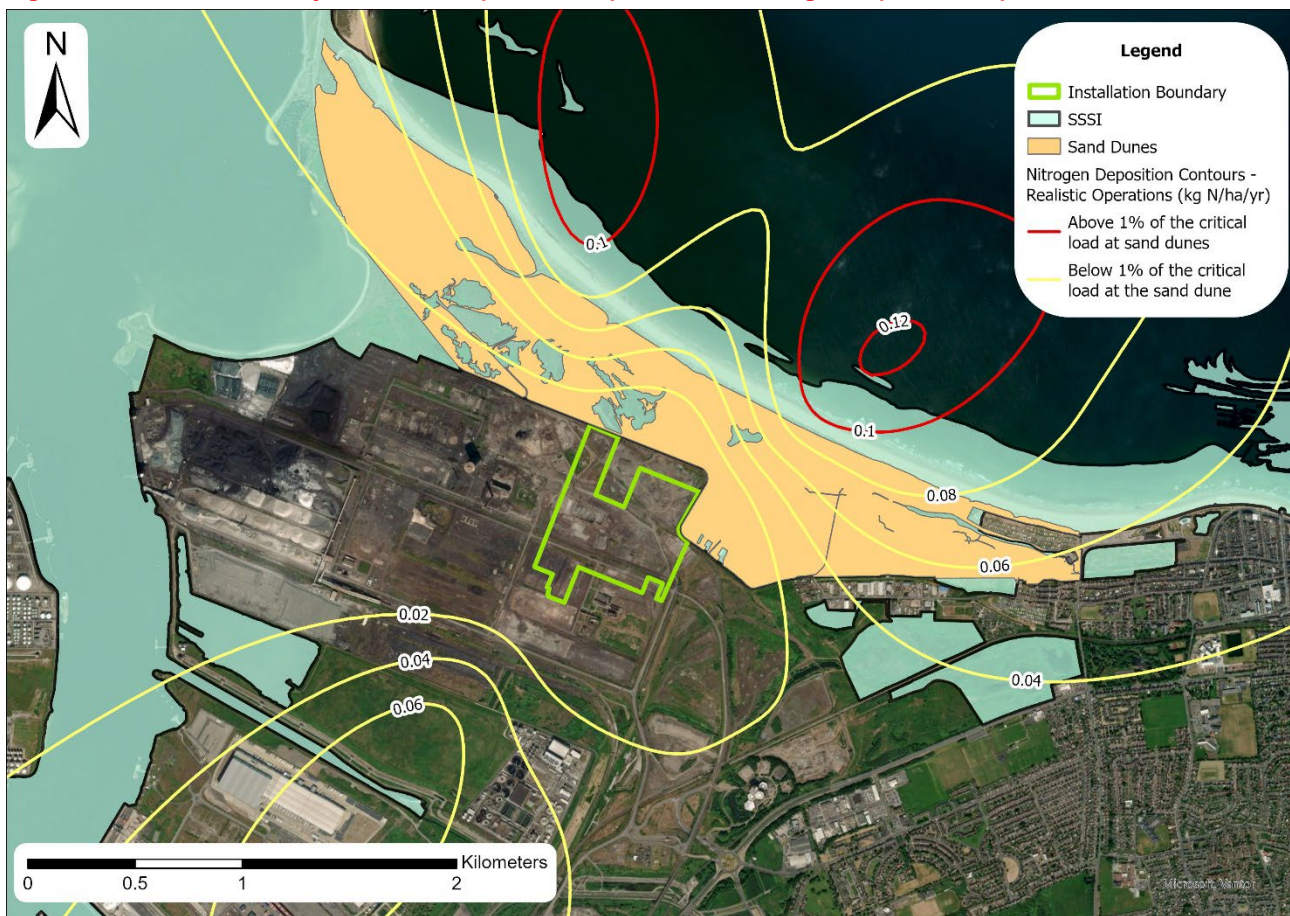 N
Legend
Installation Boundary
SSSI
Sand Dunes
Nitrogen Deposition Contours -
Realistic Operations (kg N/ha/yr)
Above 1% of the critical
load at sand dunes
Below 1% of the critical
load at the sand dune
0.1
0.12
0.1
0.08
0.06
0.04
0.02
0.04
0.06
Kilometers
0 0.5 1 2
Microsoft, Vantor